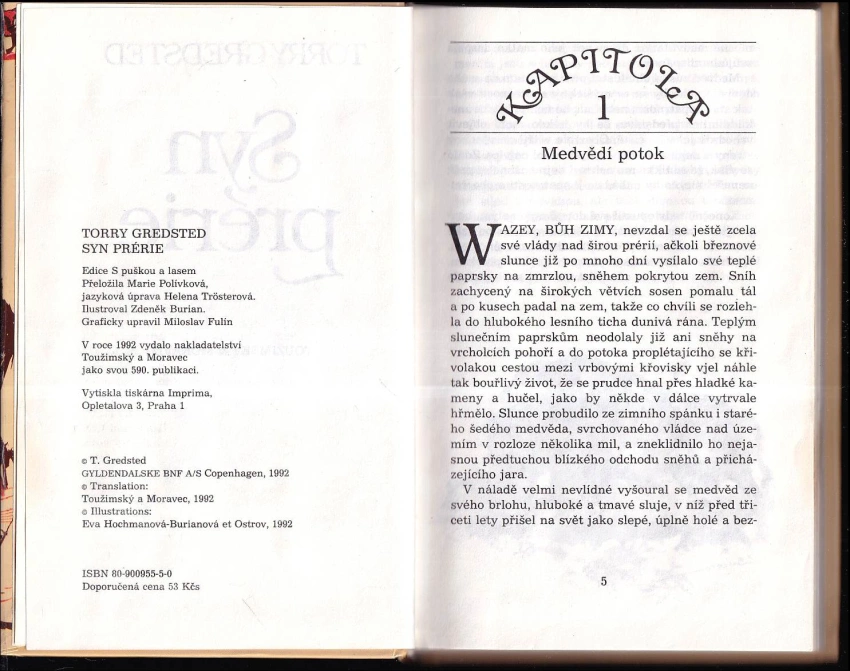 TORRY GREDSTED
SYN PRÉRIE
Edice S puškou a lasem
Přeložila Marie Polívková,
jazyková úprava Helena Trösterová.
Ilustroval Zdeněk Burian.
Graficky upravil Miloslav Fulín
V roce 1992 vydalo nakladatelství
Toužimský a Moravec
jako svou 590. publikaci.
Vytiskla tiskárna Imprima,
Opletalova 3, Praha 1
© T. Gredsted
GYLDENDALSKE BNF A/S Copenhagen, 1992
© Translation:
Toužimský a Moravec, 1992
© Illustrations:
Eva Hochmanová-Burianová et Ostrov, 1992
ISBN 80-900955-5-0
Doporučená cena 53 Kčs
KAPITOLA
1
Medvědí potok
WAZEY, BŮH ZIMY, nevzdal se ještě zcela
své vlády nad širou prérií, ačkoli březnové
slunce již po mnoho dní vysílalo své teplé
paprsky na zmrzlou, sněhem pokrytou zem. Sníh
zachycený na širokých větvích sosen pomalu tál
a po kusech padal na zem, takže co chvíli se rozleh-
la do hlubokého lesního ticha dunivá rána. Teplým
slunečním paprskům neodolaly již ani sněhy na
vrcholcích pohoří a do potoka proplétajícího se kři-
volakou cestou mezi vrbovými křovisky vjel náhle
tak bouřlivý život, že se prudce hnal přes hladké ka-
meny a hučel, jako by někde v dálce vytrvale
hřmělo. Slunce probudilo ze zimního spánku i staré-
ho šedého medvěda, svrchovaného vládce nad úze-
mím v rozloze několika mil, a zneklidnilo ho neja-
snou předtuchou blízkého odchodu sněhů a přichá-
zejícího jara.
V náladě velmi nevlídné vyšoural se medvěd ze
svého brlohu, hluboké a tmavé sluje, v níž před tři-
ceti lety přišel na svět jako slepé, úplně holé a bez-
5